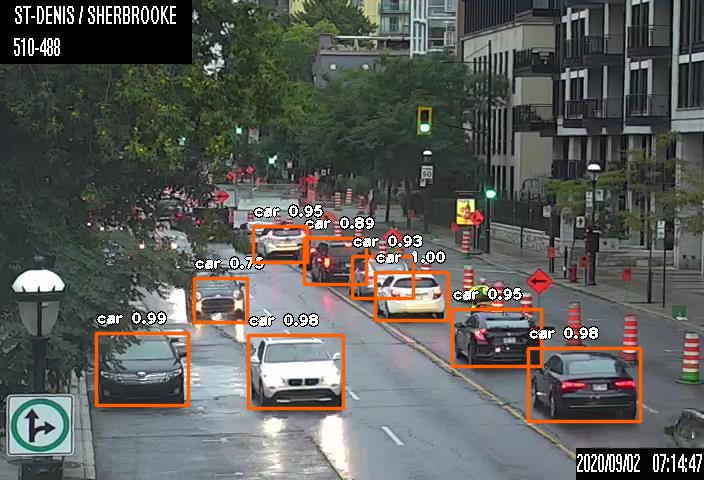 ST-DENIS / SHERBROOKE
510-488
car 0.95
car 0.89
car 0.93
car 1.00
car 0.73
car 0.95
car 0.99
car 0.98
car 0.98
50
2020/09/02 07:14:47